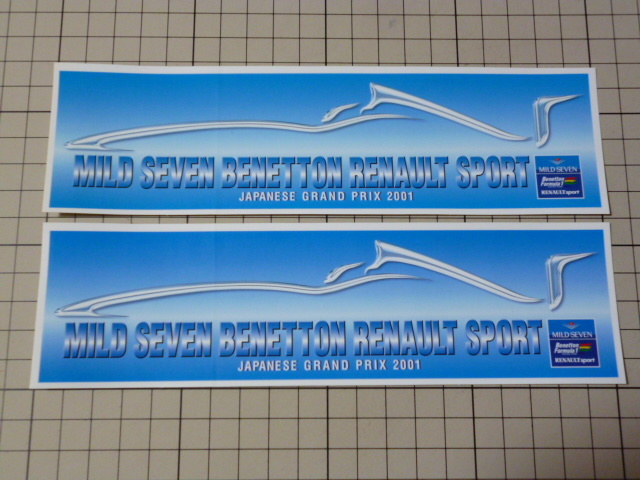 MILD SEVEN BENETTON RENAULT SPORT
JAPANESE GRAND PRIX 2001
MILD SEVEN
Benetton
Formula 1
RENAULT sport
MILD SEVEN BENETTON RENAULT SPORT
JAPANESE GRAND PRIX 2001
MILD SEVEN
Benetton
Formula 1
RENAULT sport